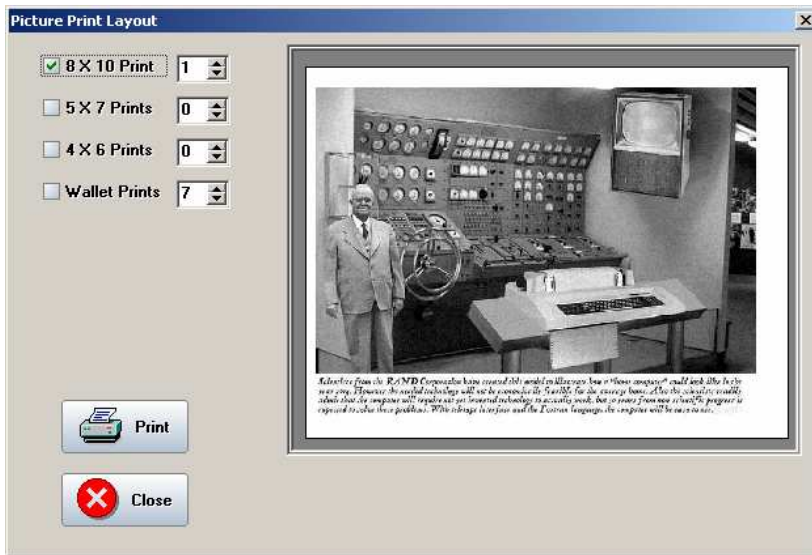 Picture Print Layout
8 X 10 Print 1
5 X 7 Prints 0
4 X 6 Prints 0
Wallet Prints 7
Scientists from the RAND Corporation have created this model to illustrate how a "home computer" could look like in the
year However the needed technology will not be economically feasible for the average home. Also the scientists readily
admit that the computer will require not yet invented technology to actually work, but 50 years from now scientific progress is
expected to solve these problems. With teletype interface and the Fortran language, the computer will be easy to use.
Print
Close